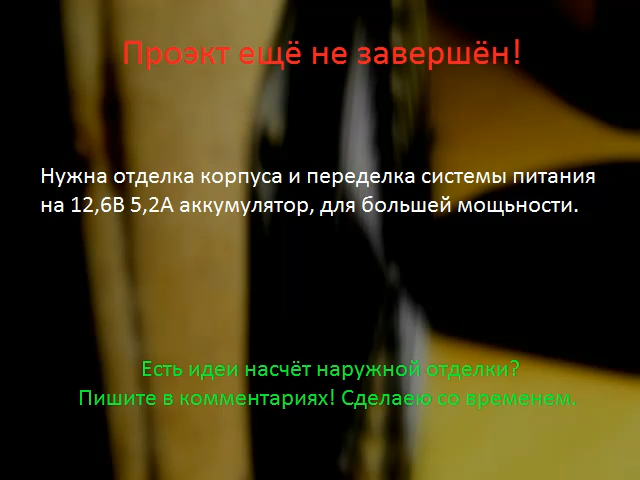 Проэкт ещё не завершён!
Нужна отделка корпуса и переделка системы питания
на 12,6В 5,2А аккумулятор, для большей мощьности.
Есть идеи насчёт наружной отделки?
Пишите в комментариях! Сделаею со временем.